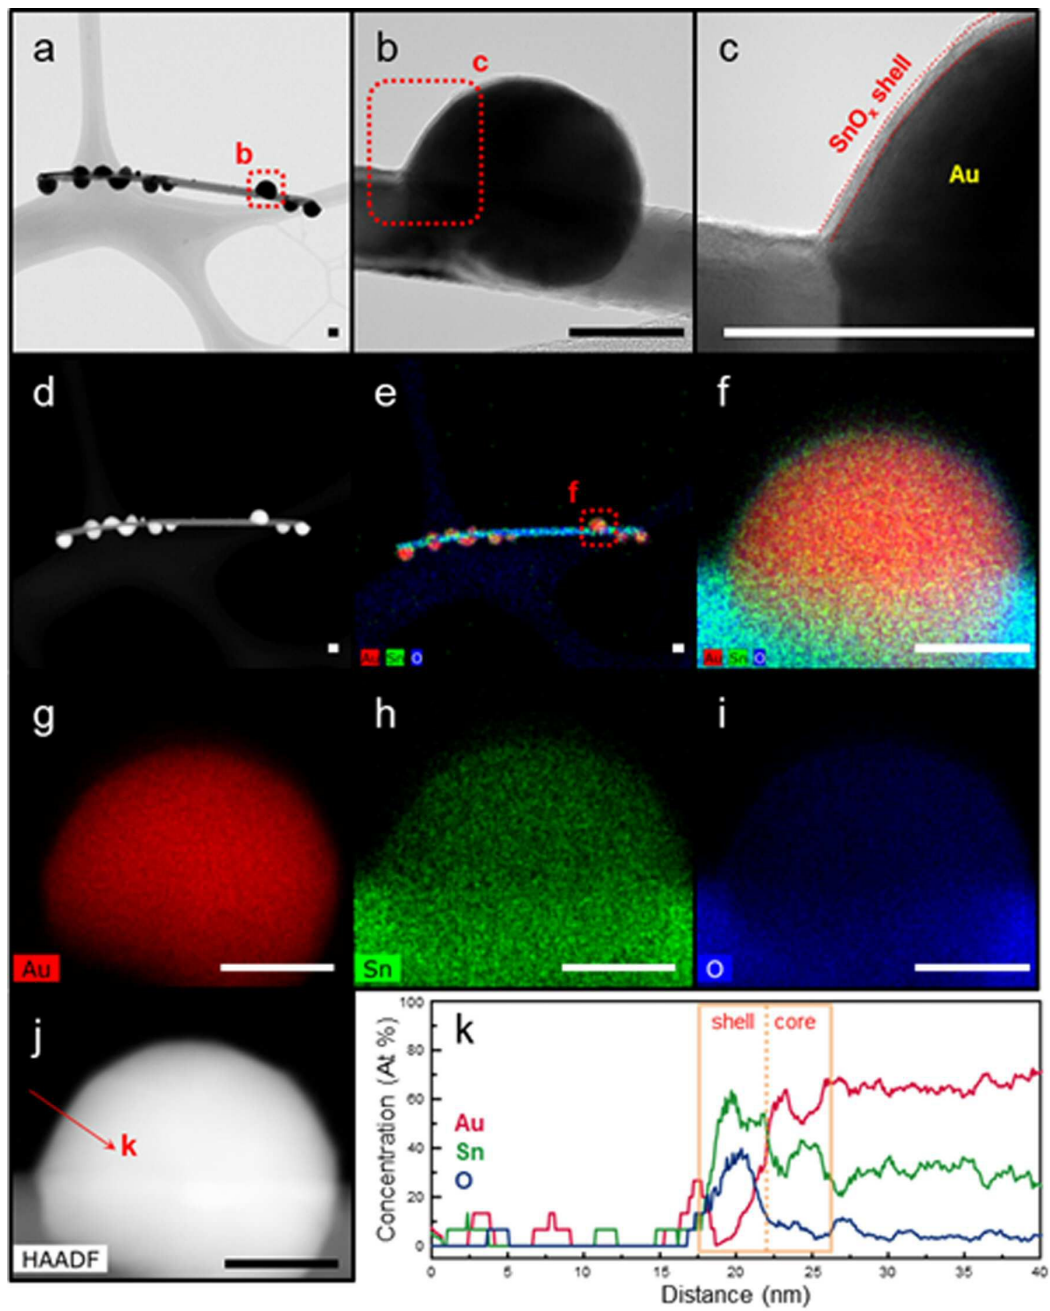 a
b
b
c
c
SnOx shell
Au
d
e
f
Au Sn O
f
Au Sn O
g
Au
h
Sn
i
O
j
k
HAADF
k
shell core
Au
Sn
O
Concentration (At %)
100
80
60
40
20
0
0 5 10 15 20 25 30 35 40
Distance (nm)